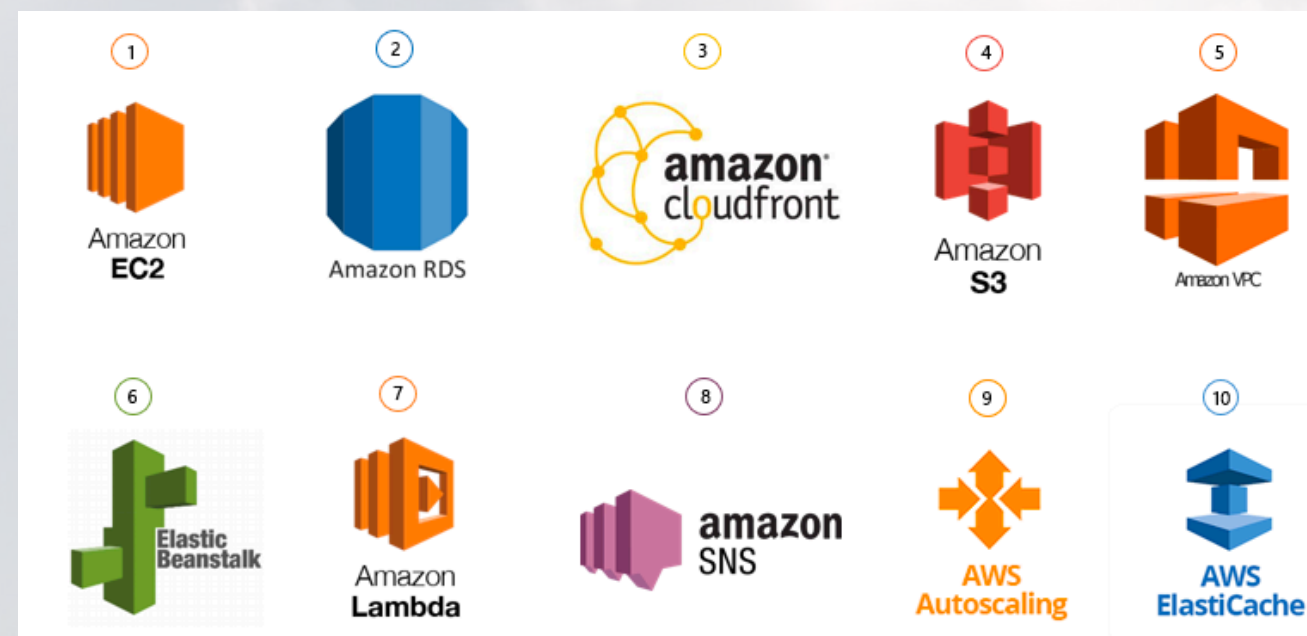 1
2
3
4
5
Amazon
EC2
Amazon RDS
amazon
cloudfront
Amazon
S3
Amazon VPC
6
7
8
9
10
Elastic
Beanstalk
Amazon
Lambda
amazon
SNS
AWS
Autoscaling
AWS
ElastiCache